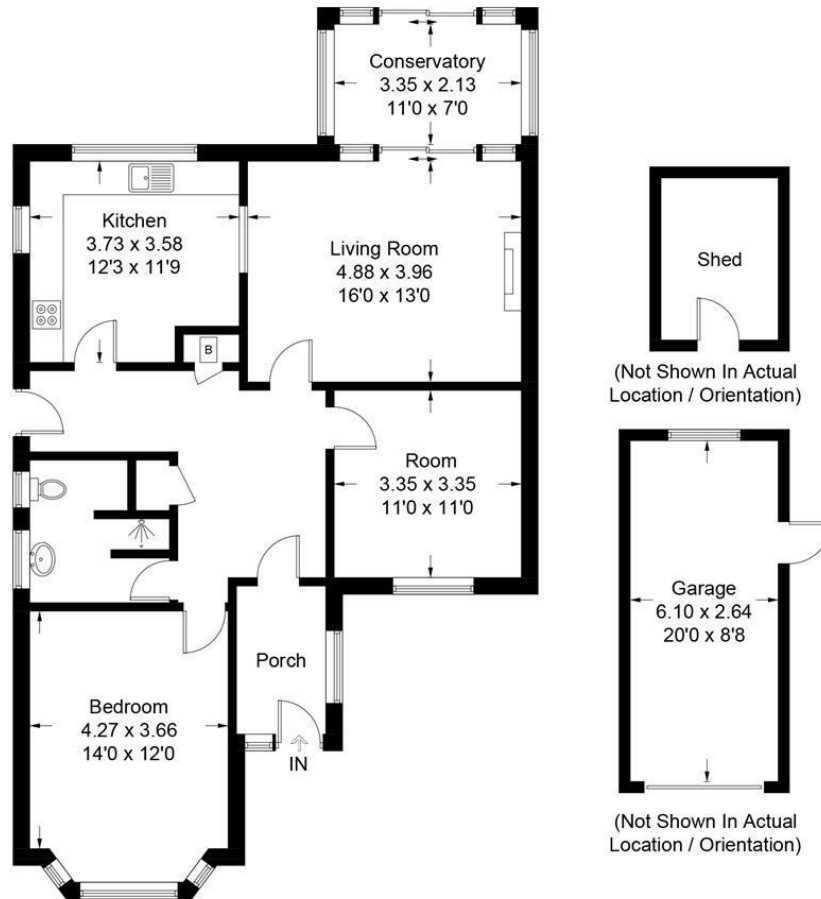 Conservatory
3.35 x 2.13
11'0 x 7'0
Kitchen
3.73 x 3.58
12'3 x 11'9
Living Room
4.88 x 3.96
16'0 x 13'0
B
Shed
(Not Shown In Actual
Location / Orientation)
Room
3.35 x 3.35
11'0 x 11'0
Garage
6.10 x 2.64
20'0 x 8'8
Porch
Bedroom
4.27 x 3.66
14'0 x 12'0
IN
(Not Shown In Actual
Location / Orientation)